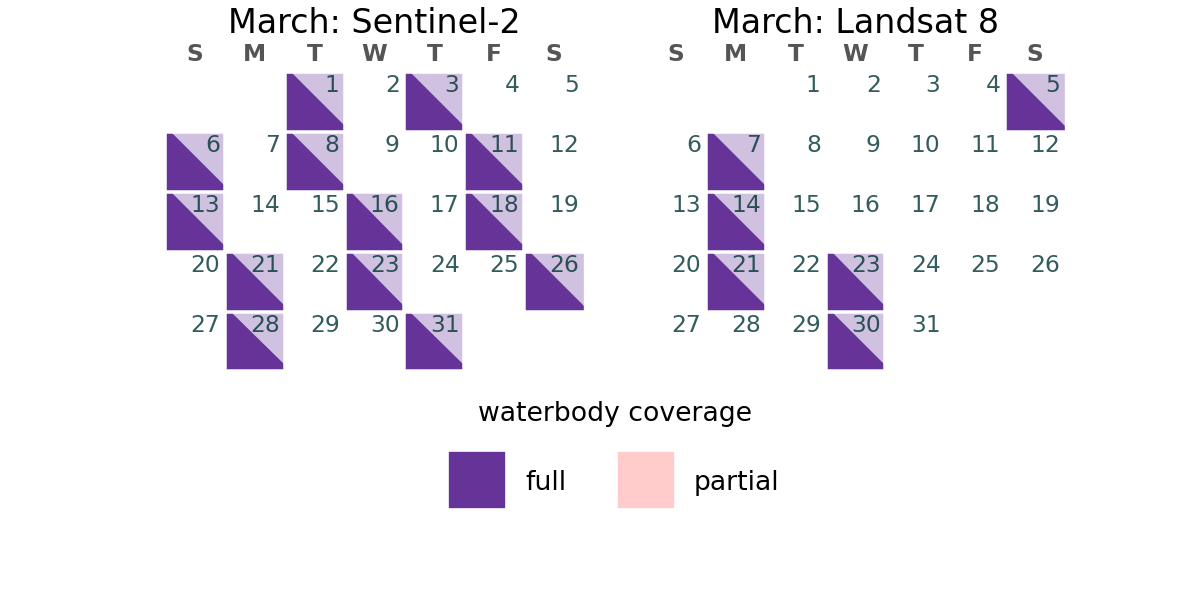 March: Sentinel-2
S M T W T F S
1 2 3 4 5
6 7 8 9 10 11 12
13 14 15 16 17 18 19
20 21 22 23 24 25 26
27 28 29 30 31
March: Landsat 8
S M T W T F S
1 2 3 4 5
6 7 8 9 10 11 12
13 14 15 16 17 18 19
20 21 22 23 24 25 26
27 28 29 30 31
waterbody coverage
full
partial